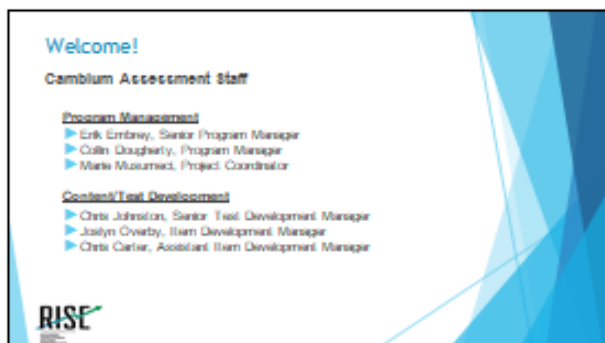 Welcome!
Cambium Assessment Staff
Program Management
Erik Embrey, Senior Program Manager
Collin Dougherty, Program Manager
Marie Musumeci, Project Coordinator
Content/Test Development
Chris Johnston, Senior Test Development Manager
Joslyn Overby, Item Development Manager
Chris Carter, Assistant Item Development Manager
RISE